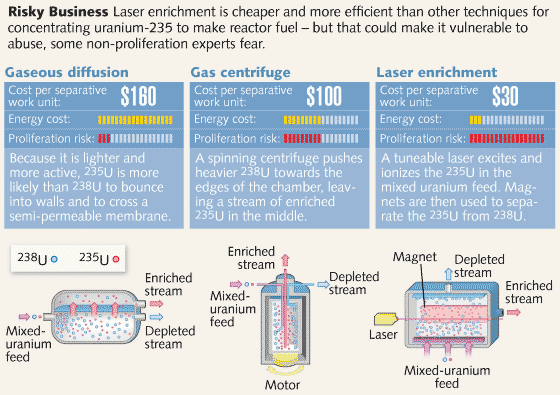 Risky Business Laser enrichment is cheaper and more efficient than other techniques for
concentrating uranium-235 to make reactor fuel – but that could make it vulnerable to
abuse, some non-proliferation experts fear.
Gaseous diffusion
Cost per separative
work unit:
$160
Energy cost:
Proliferation risk:
Because it is lighter and
more active, 235U is more
likely than 238U to bounce
into walls and to cross a
semi-permeable membrane.
Gas centrifuge
Cost per separative
work unit:
$100
Energy cost:
Proliferation risk:
A spinning centrifuge pushes
heavier 238U towards the
edges of the chamber, leav-
ing a stream of enriched
235U in the middle.
Laser enrichment
Cost per separative
work unit:
$30
Energy cost:
Proliferation risk:
A tuneable laser excites and
ionizes the 235U in the
mixed uranium feed. Mag-
nets are then used to sepa-
rate the 235U from 238U.
238U
235U
Enriched
stream
Mixed-
uranium
feed
Depleted
stream
Enriched
stream
Depleted
stream
Mixed-
uranium
feed
Motor
Magnet
Depleted
stream
Enriched
stream
Laser
Mixed-uranium
feed